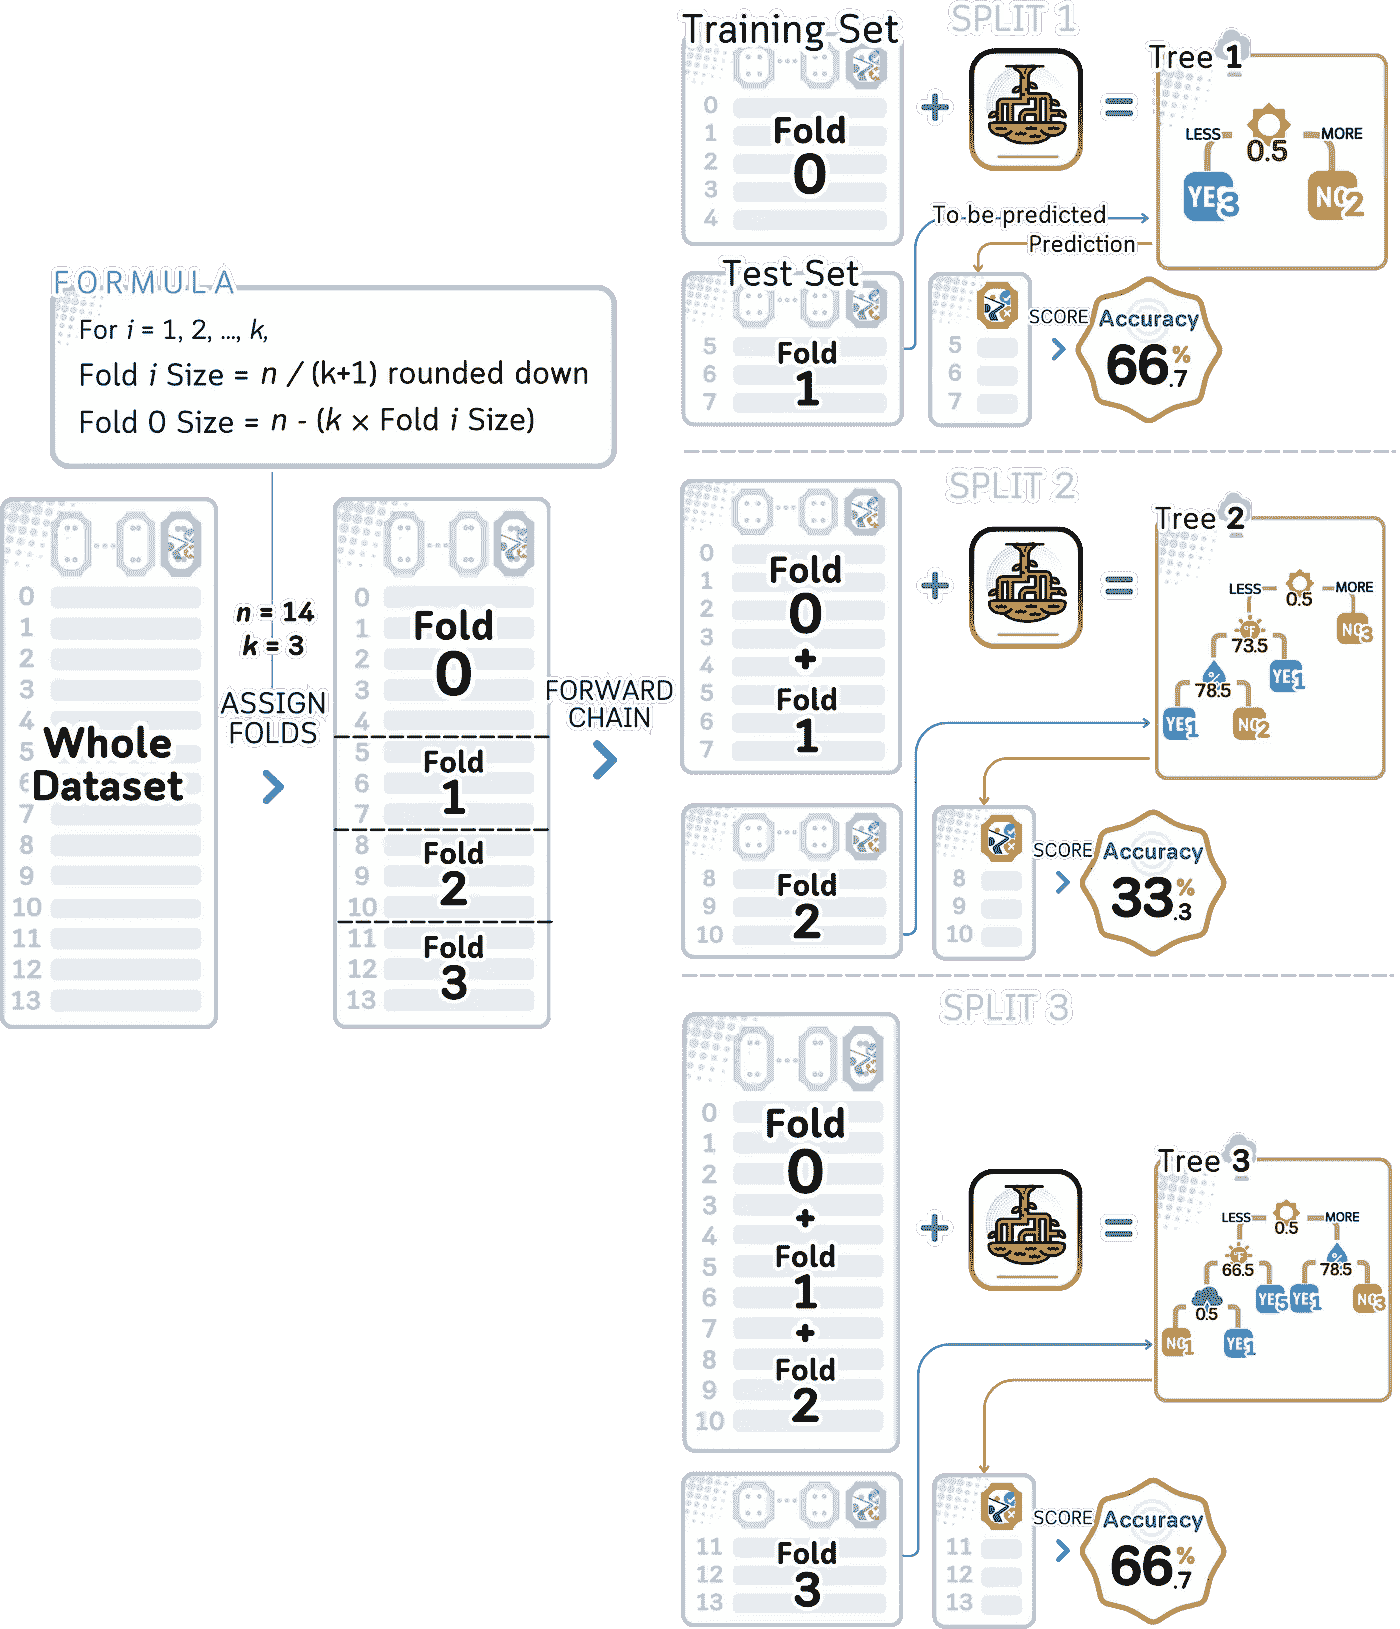 FORMULA
For i = 1, 2, ..., k,
Fold i Size = n / (k+1) rounded down
Fold 0 Size = n - (k × Fold i Size)
0
1
2
3
4
5
6
7
8
9
10
11
12
13
Whole
Dataset
n = 14
k = 3
ASSIGN
FOLDS
0
1
2
3
4
5
6
7
8
9
10
11
12
13
Fold
0
Fold
1
Fold
2
Fold
3
FORWARD
CHAIN
SPLIT 1
Training Set
0
1
2
3
4
Fold
0
+
=
Tree 1
LESS
0.5
MORE
YES 3
NO 2
To be predicted
Prediction
Test Set
5
6
7
Fold
1
5
6
7
SCORE
Accuracy
66.7%
SPLIT 2
0
1
2
3
4
5
6
7
Fold
0
+
Fold
1
+
=
Tree 2
LESS
0.5
MORE
°F
73.5
NO 3
%
78.5
YES 1
YES 1
NO 2
8
9
10
Fold
2
8
9
10
SCORE
Accuracy
33.3%
SPLIT 3
0
1
2
3
4
5
6
7
8
9
10
Fold
0
+
Fold
1
+
Fold
2
+
=
Tree 3
LESS
0.5
MORE
°F
66.5
%
78.5
0.5
YES 5
YES 1
NO 3
NO 1
YES 1
11
12
13
Fold
3
11
12
13
SCORE
Accuracy
66.7%